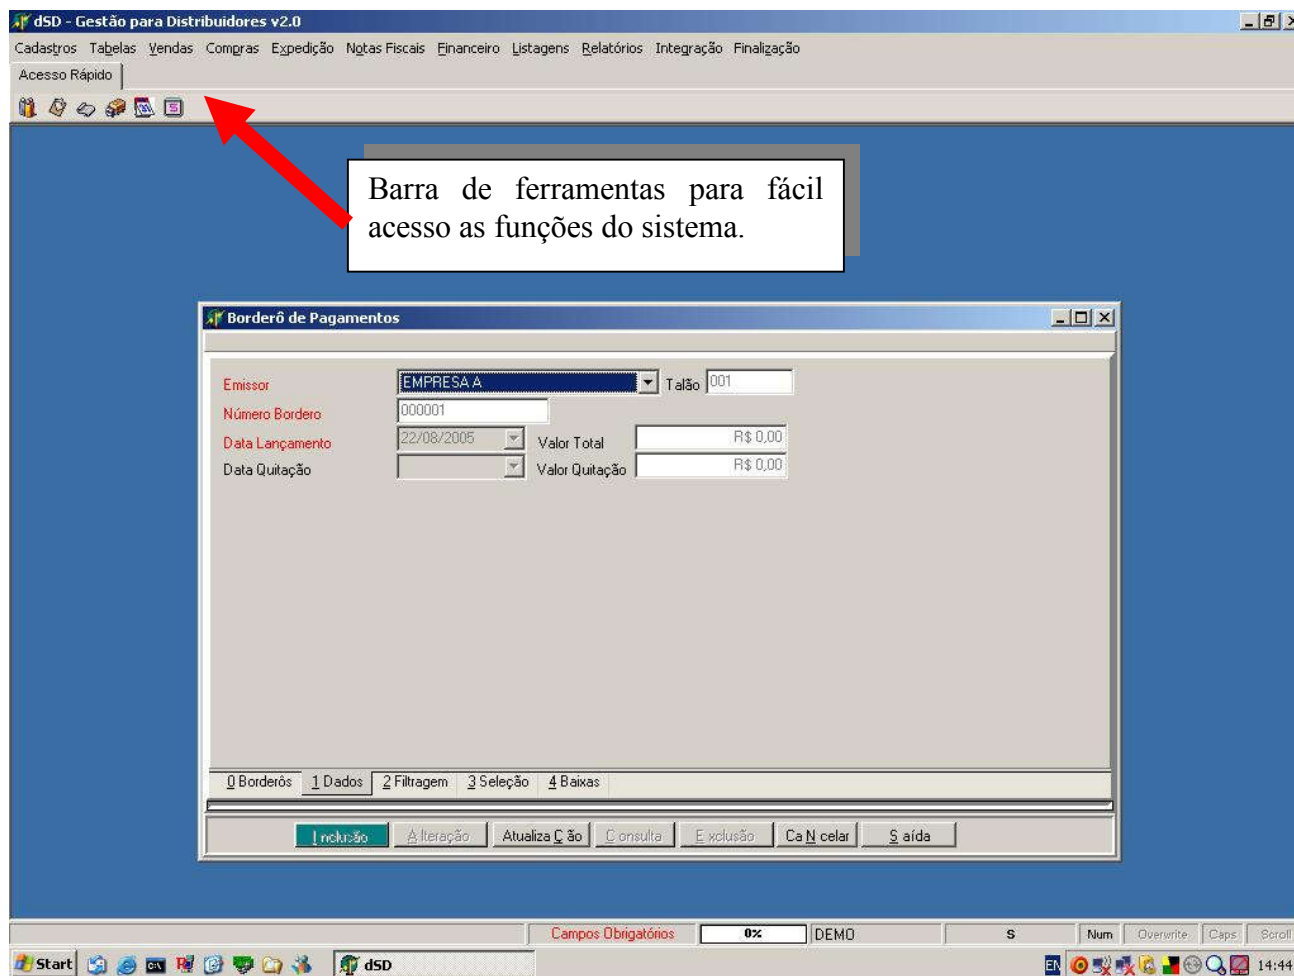 dSD - Gestão para Distribuidores v2.0
Cadastros Tabelas Vendas Compras Expedição Notas Fiscais Financeiro Listagens Relatórios Integração Finalização
Acesso Rápido
Barra de ferramentas para fácil
acesso as funções do sistema.
Borderô de Pagamentos
Emissor EMPRESA A Talão 001
Número Bordero 000001
Data Lançamento 22/08/2005 Valor Total R$ 0,00
Data Quitação Valor Quitação R$ 0,00
0 Borderôs 1 Dados 2 Filtragem 3 Seleção 4 Baixas
I nclusão A lteração Atualiza Ç ão C onsulta E xclusão Ca N celar S aída
Campos Obrigatórios 0% DEMO S Num Overwrite Caps Scroll
Start dSD EN 14:44